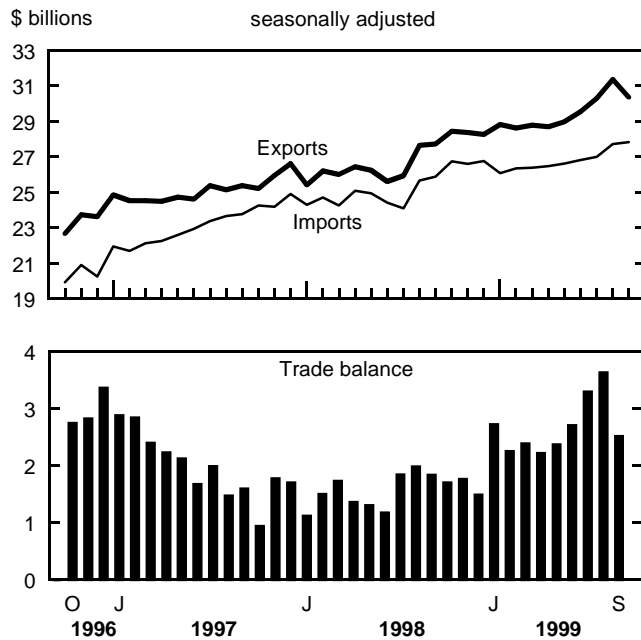 $ billions seasonally adjusted
33
31
29
27
25
23
21
19
Exports
Imports
Trade balance
4
3
2
1
0
O J J J S
1996 1997 1998 1999